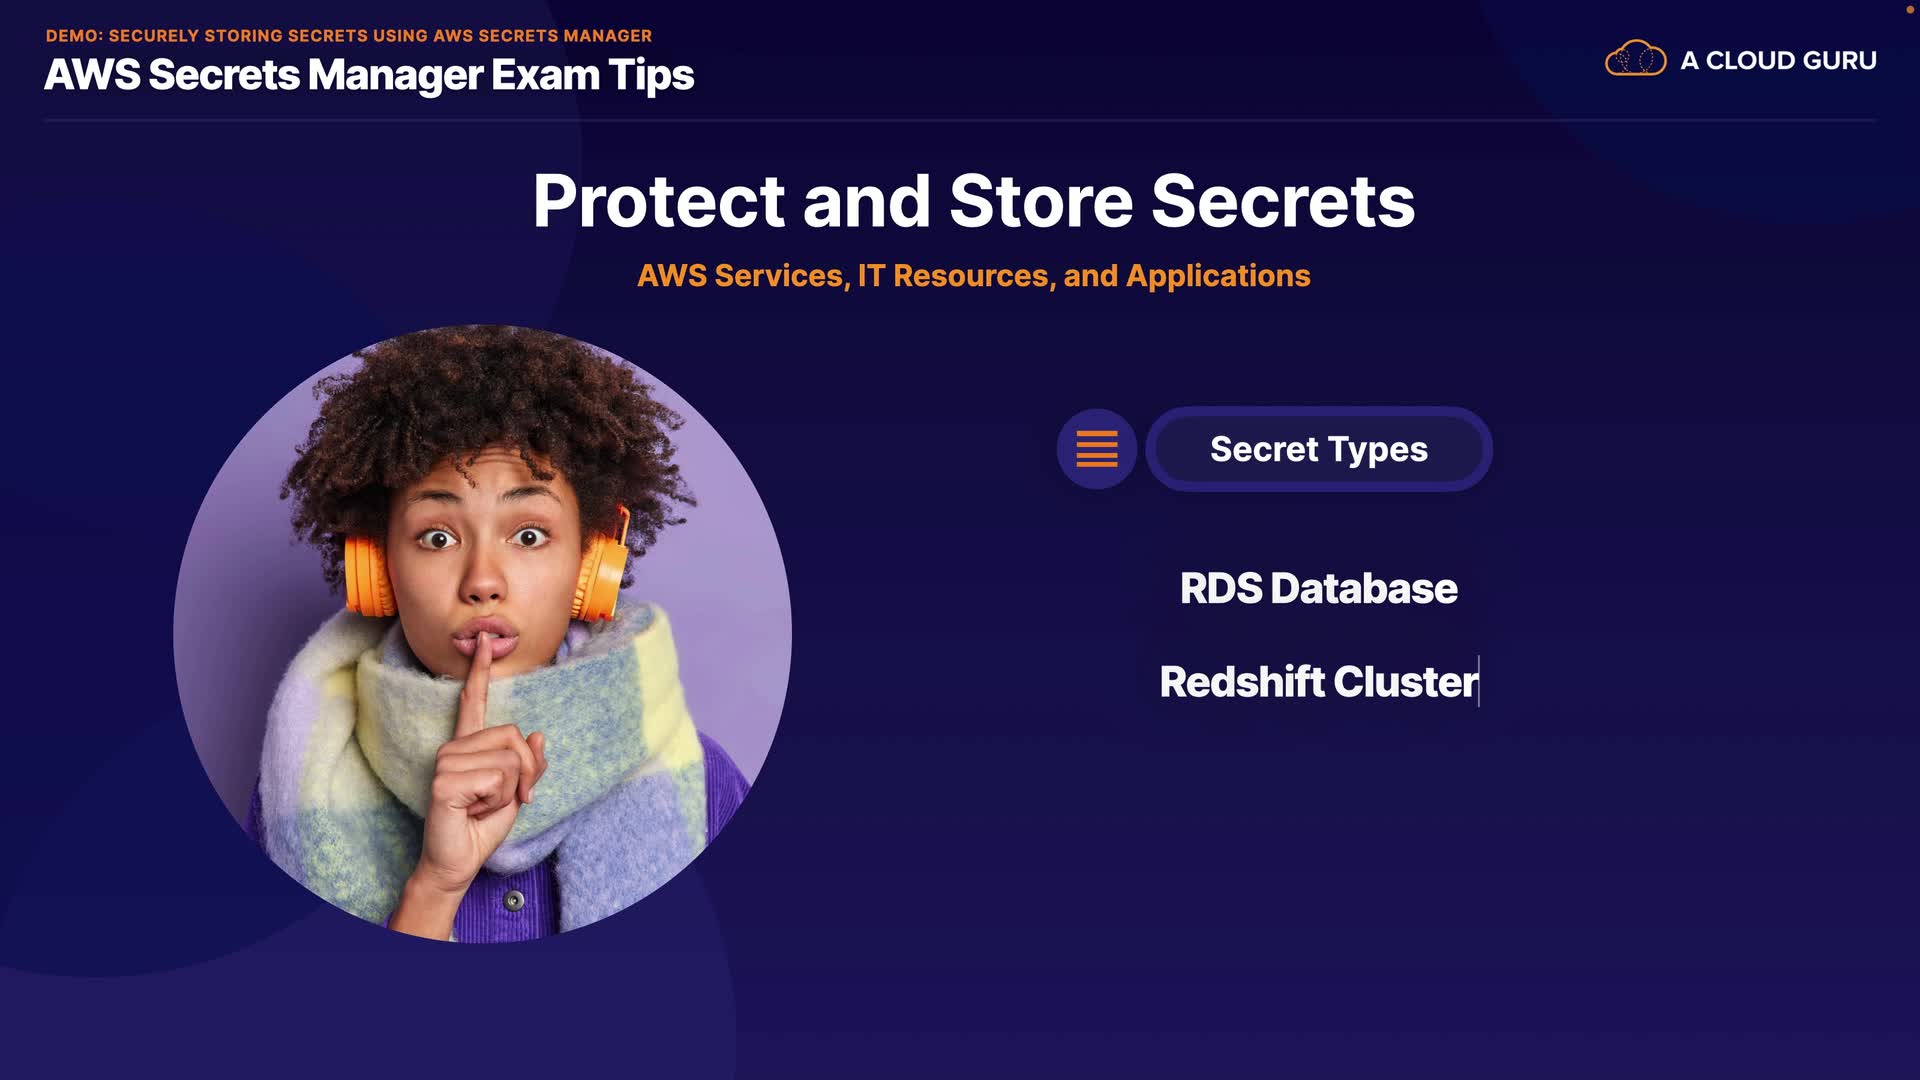 DEMO: SECURELY STORING SECRETS USING AWS SECRETS MANAGER
AWS Secrets Manager Exam Tips
A CLOUD GURU
Protect and Store Secrets
AWS Services, IT Resources, and Applications
Secret Types
RDS Database
Redshift Cluster